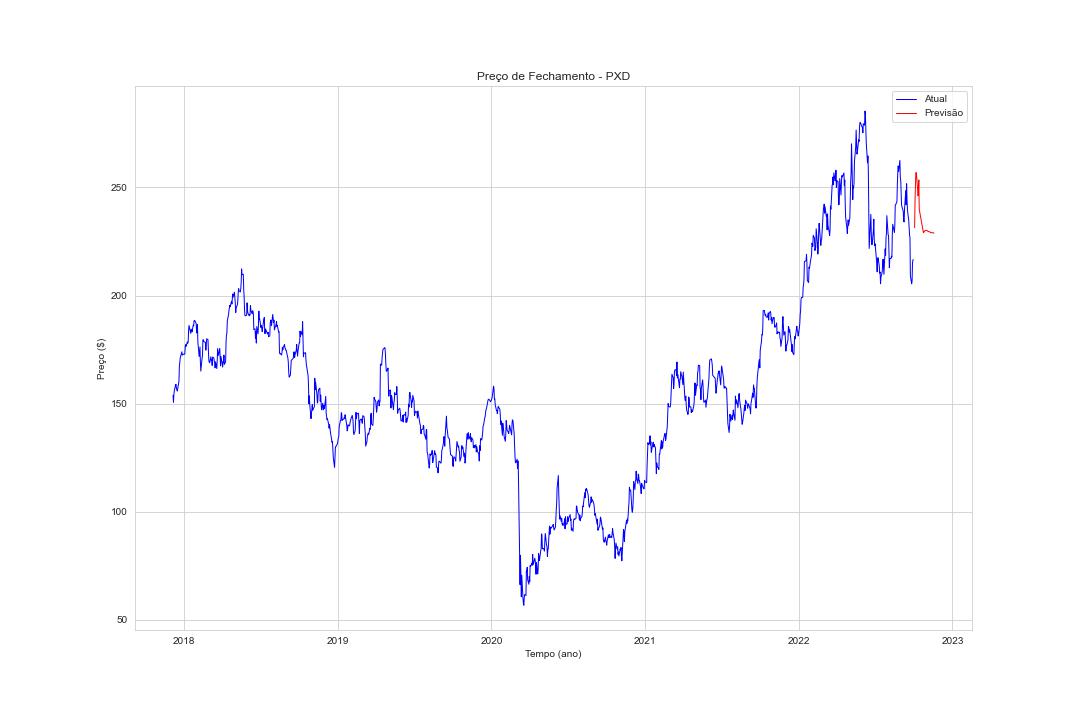 Preço de Fechamento - PXD
Atual
Previsão
250
200
150
100
50
Preço ($)
2018 2019 2020 2021 2022 2023
Tempo (ano)